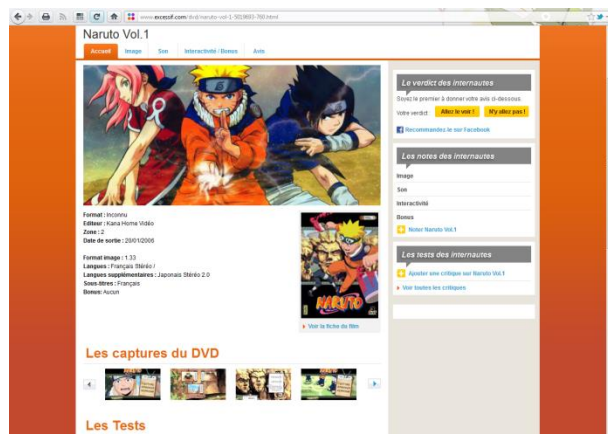 www.excessif.com/dvd/naruto-vol-1-5019693-760.html
Naruto Vol.1
Accueil Image Son Interactivité / Bonus Avis
Format : Inconnu
Editeur : Kana Home Vidéo
Zone : 2
Date de sortie : 20/01/2006
Format image : 1.33
Langues : Français Stéréo /
Langues supplémentaires : Japonais Stéréo 2.0
Sous-titres : Français
Bonus: Aucun
NARUTO
Voir la fiche du film
Les captures du DVD
Les Tests
Le verdict des internautes
Soyez le premier à donner votre avis ci-dessous.
Votre verdict: Allez le voir ! N'y allez pas !
Recommandez le sur Facebook
Les notes des internautes
Image
Son
Interactivité
Bonus
Noter Naruto Vol.1
Les tests des internautes
Ajouter une critique sur Naruto Vol.1
Voir toutes les critiques